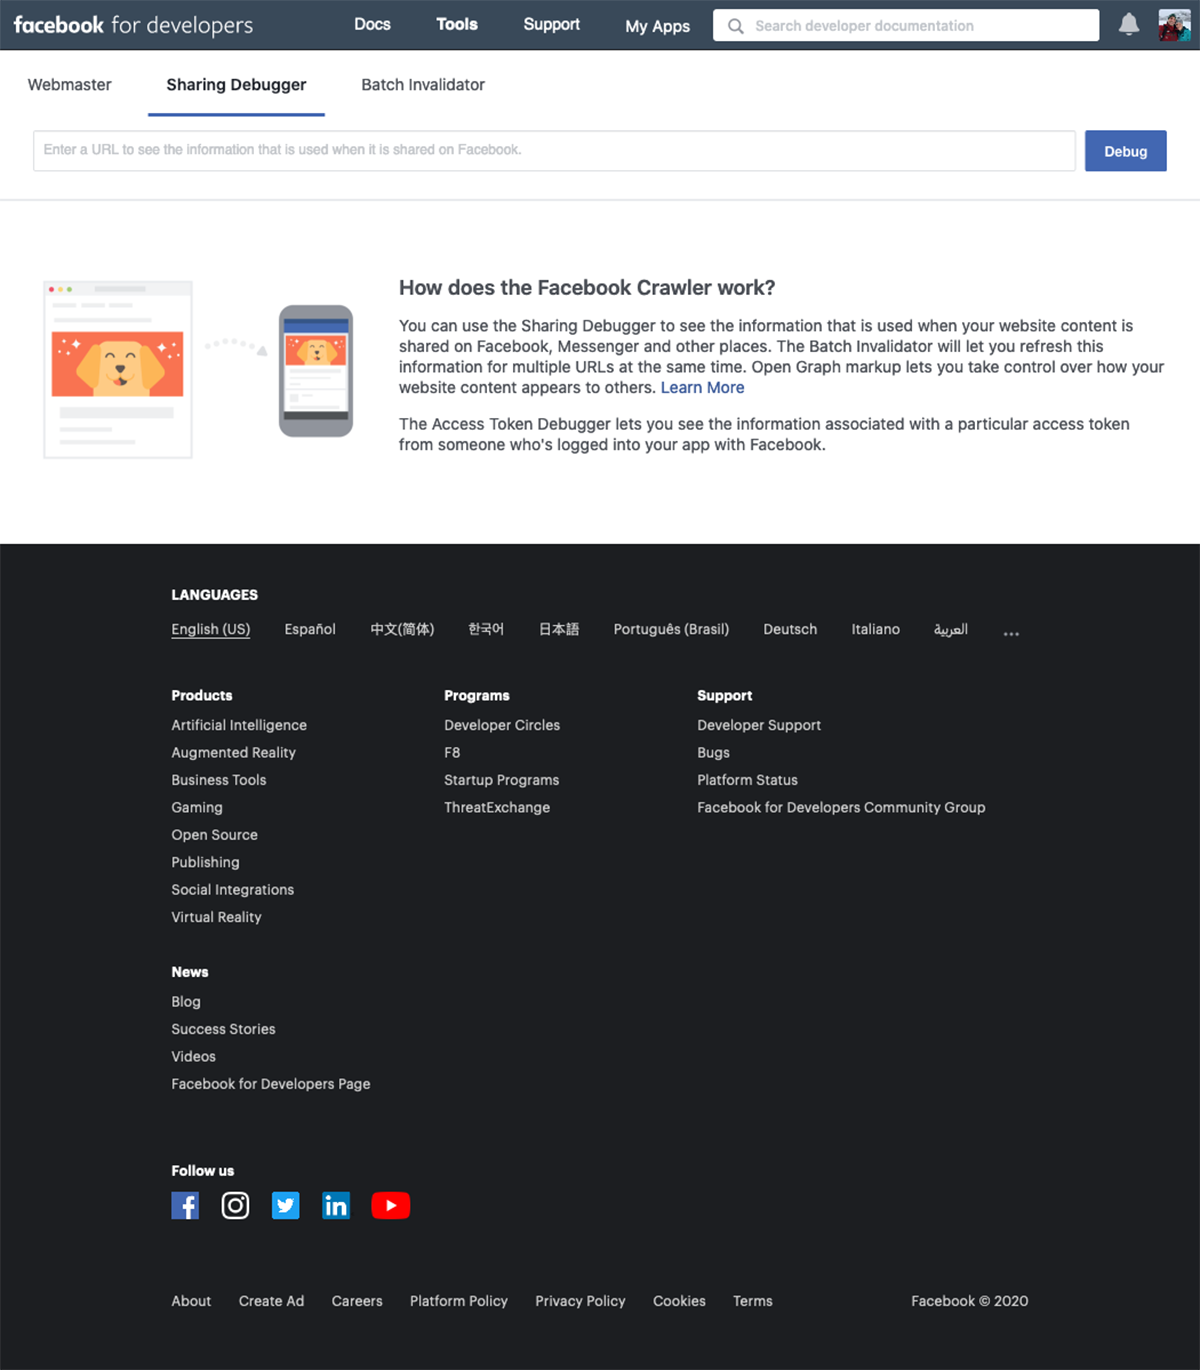 facebook for developers Docs Tools Support My Apps Search developer documentation
Webmaster Sharing Debugger Batch Invalidator
Enter a URL to see the information that is used when it is shared on Facebook. Debug
How does the Facebook Crawler work?
You can use the Sharing Debugger to see the information that is used when your website content is
shared on Facebook, Messenger and other places. The Batch Invalidator will let you refresh this
information for multiple URLs at the same time. Open Graph markup lets you take control over how your
website content appears to others. Learn More
The Access Token Debugger lets you see the information associated with a particular access token
from someone who's logged into your app with Facebook.
LANGUAGES
English (US) Español 中文(简体) 한국어 日本語 Português (Brasil) Deutsch Italiano العربية ...
Products
Artificial Intelligence
Augmented Reality
Business Tools
Gaming
Open Source
Publishing
Social Integrations
Virtual Reality
Programs
Developer Circles
F8
Startup Programs
ThreatExchange
Support
Developer Support
Bugs
Platform Status
Facebook for Developers Community Group
News
Blog
Success Stories
Videos
Facebook for Developers Page
Follow us
About Create Ad Careers Platform Policy Privacy Policy Cookies Terms Facebook © 2020